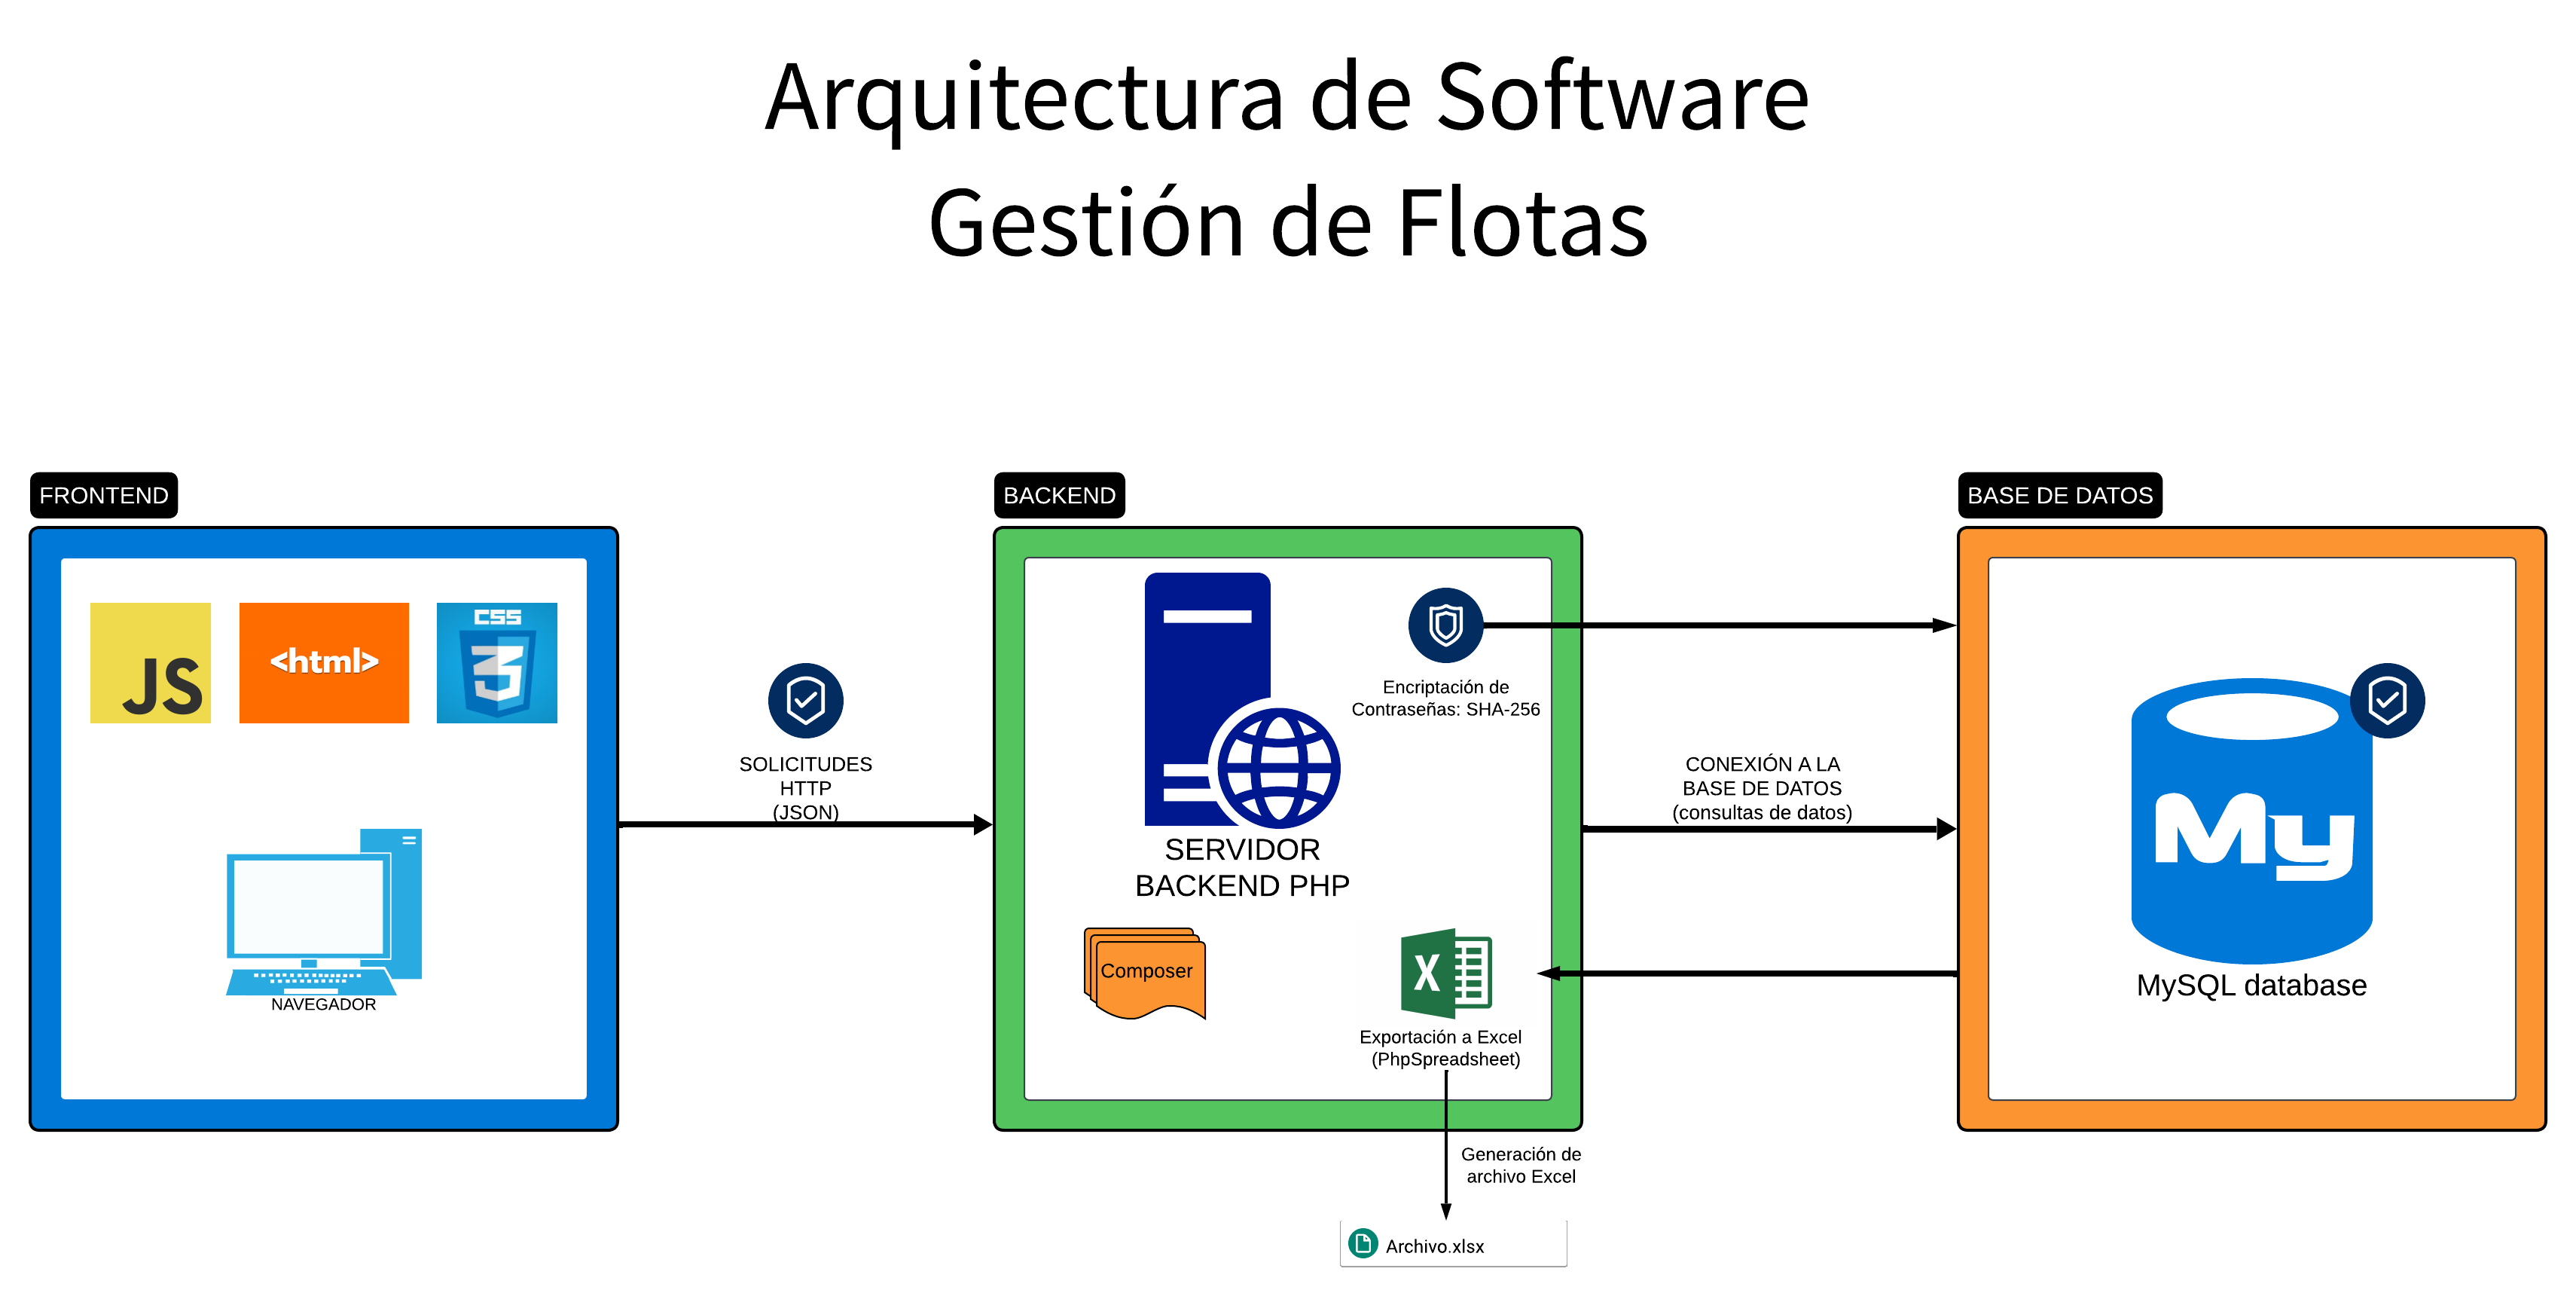 Arquitectura de Software
Gestión de Flotas
FRONTEND
JS
<html>
CSS
3
NAVEGADOR
SOLICITUDES
HTTP
(JSON)
BACKEND
Encriptación de
Contraseñas: SHA-256
SERVIDOR
BACKEND PHP
Composer
X
Exportación a Excel
(PhpSpreadsheet)
Generación de
archivo Excel
Archivo.xlsx
CONEXIÓN A LA
BASE DE DATOS
(consultas de datos)
BASE DE DATOS
My
MySQL database